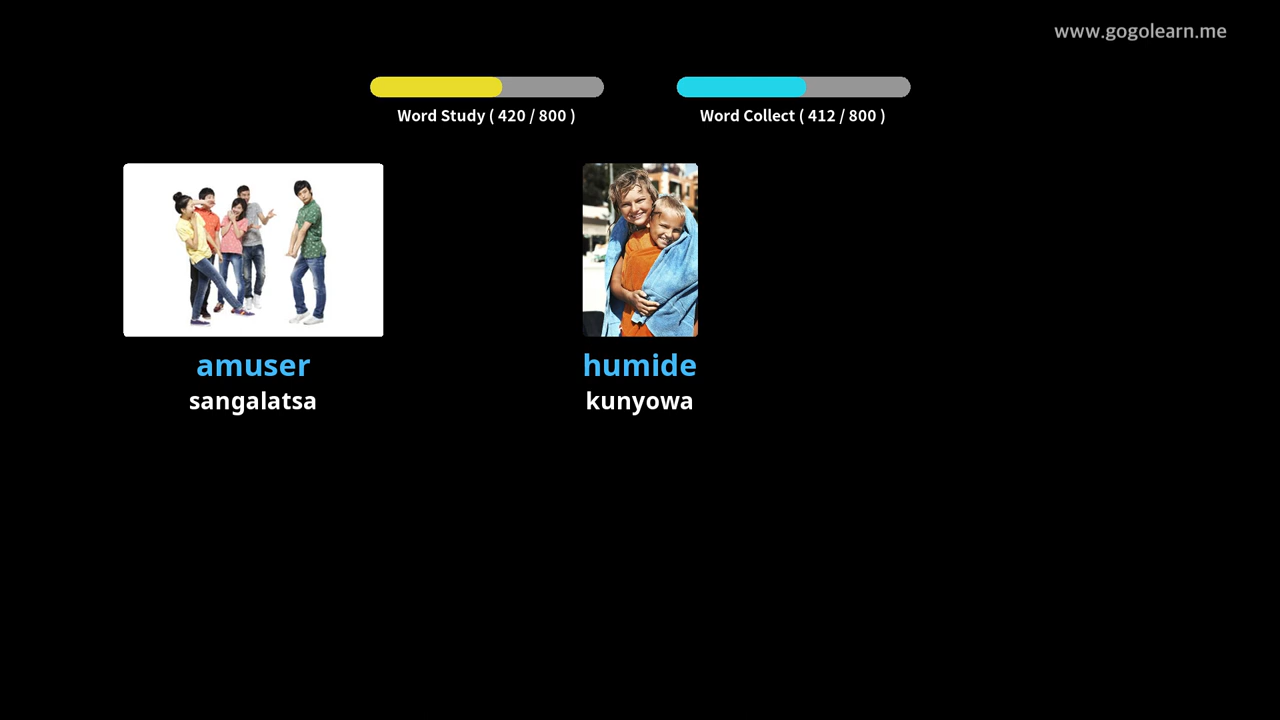 www.gogolearn.me
Word Study ( 420 / 800 )
Word Collect ( 412 / 800 )
amuser
sangalatsa
humide
kunyowa